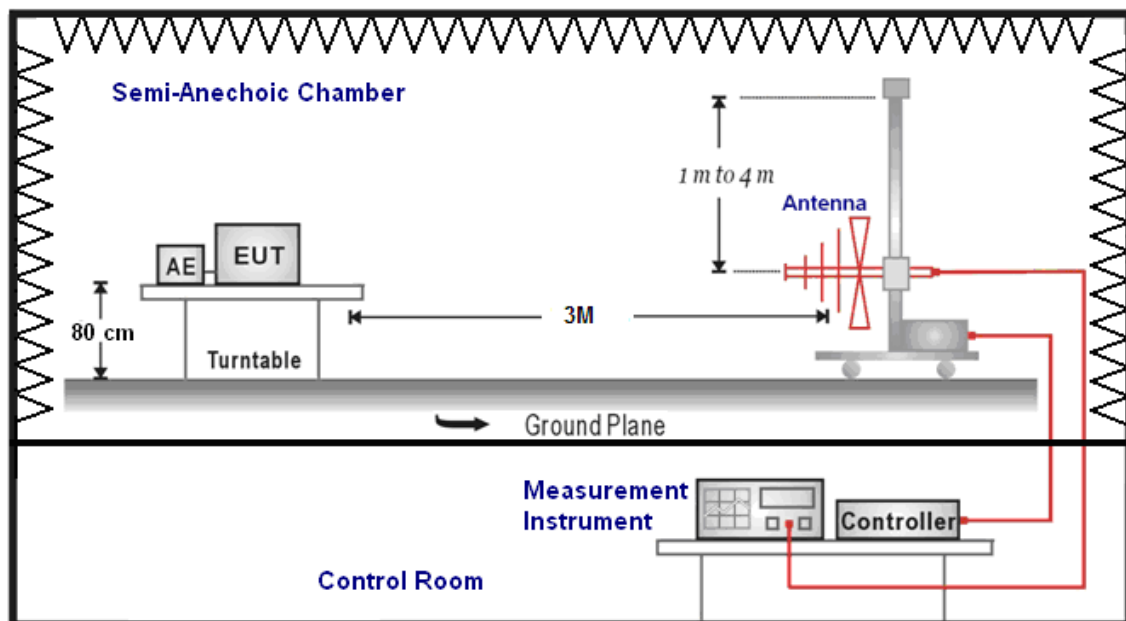 Semi-Anechoic Chamber
1 m to 4 m
Antenna
AE
EUT
80 cm
3M
Turntable
Ground Plane
Measurement
Instrument
Controller
Control Room